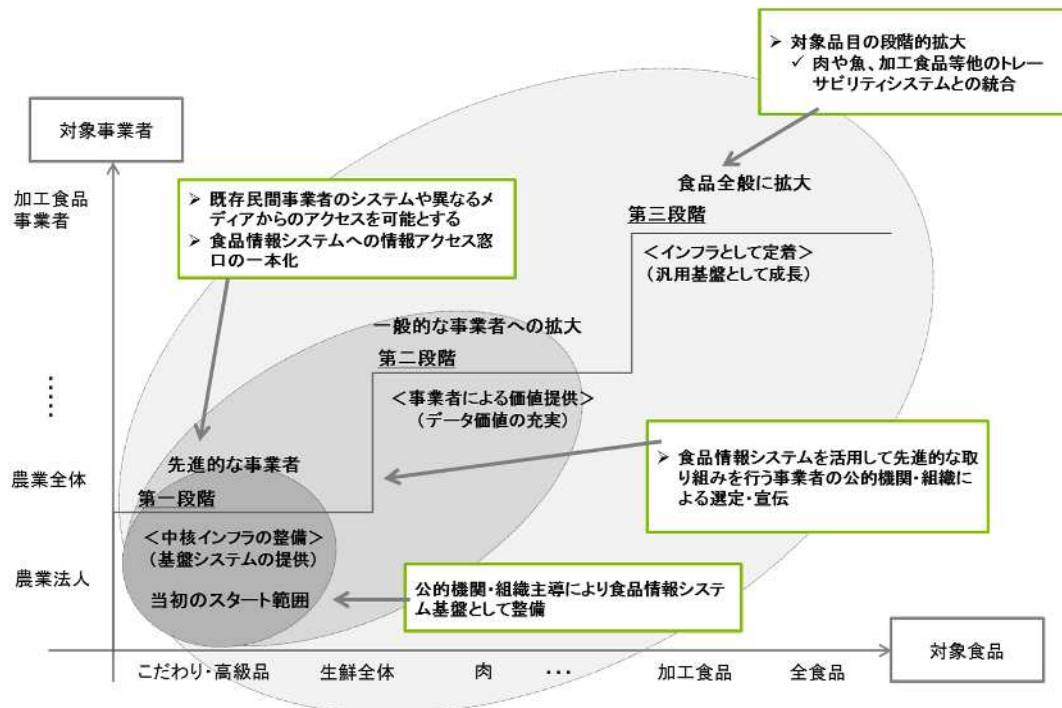 ➢ 対象品目の段階的拡大
✓ 肉や魚、加工食品等他のトレー
サビリティシステムとの統合
対象事業者
加工食品
事業者
➢ 既存民間事業者のシステムや異なるメ
ディアからのアクセスを可能とする
➢ 食品情報システムへの情報アクセス窓
口の一本化
食品全般に拡大
第三段階
<インフラとして定着>
(汎用基盤として成長)
一般的な事業者への拡大
第二段階
<事業者による価値提供>
(データ価値の充実)
……
先進的な事業者
農業全体
第一段階
➢ 食品情報システムを活用して先進的な取
り組みを行う事業者の公的機関・組織に
よる選定・宣伝
<中核インフラの整備>
(基盤システムの提供)
農業法人
当初のスタート範囲
公的機関・組織主導により食品情報システ
ム基盤として整備
対象食品
こだわり・高級品 生鮮全体 肉 … 加工食品 全食品